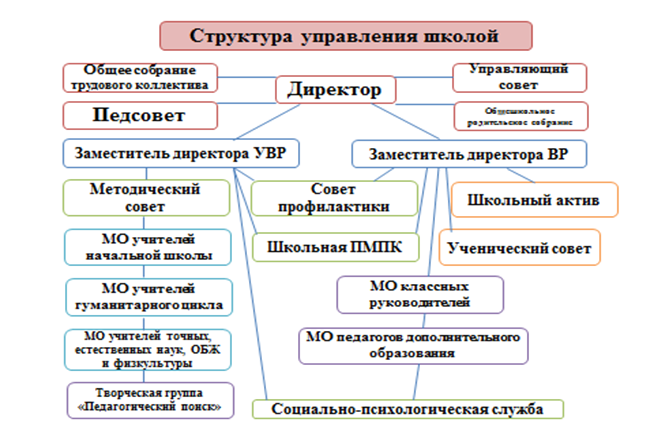 Структура управления школой
Общее собрание
трудового коллектива
Директор
Управляющий
совет
Педсовет
Общешкольное
родительское собрание
Заместитель директора УВР
Заместитель директора ВР
Методический
совет
Совет
профилактики
Школьный актив
МО учителей
начальной школы
Школьная ПМПК
Ученический совет
МО учителей
гуманитарного цикла
МО классных
руководителей
МО учителей точных,
естественных наук, ОБЖ
и физкультуры
МО педагогов дополнительного
образования
Творческая группа
«Педагогический поиск»
Социально-психологическая служба